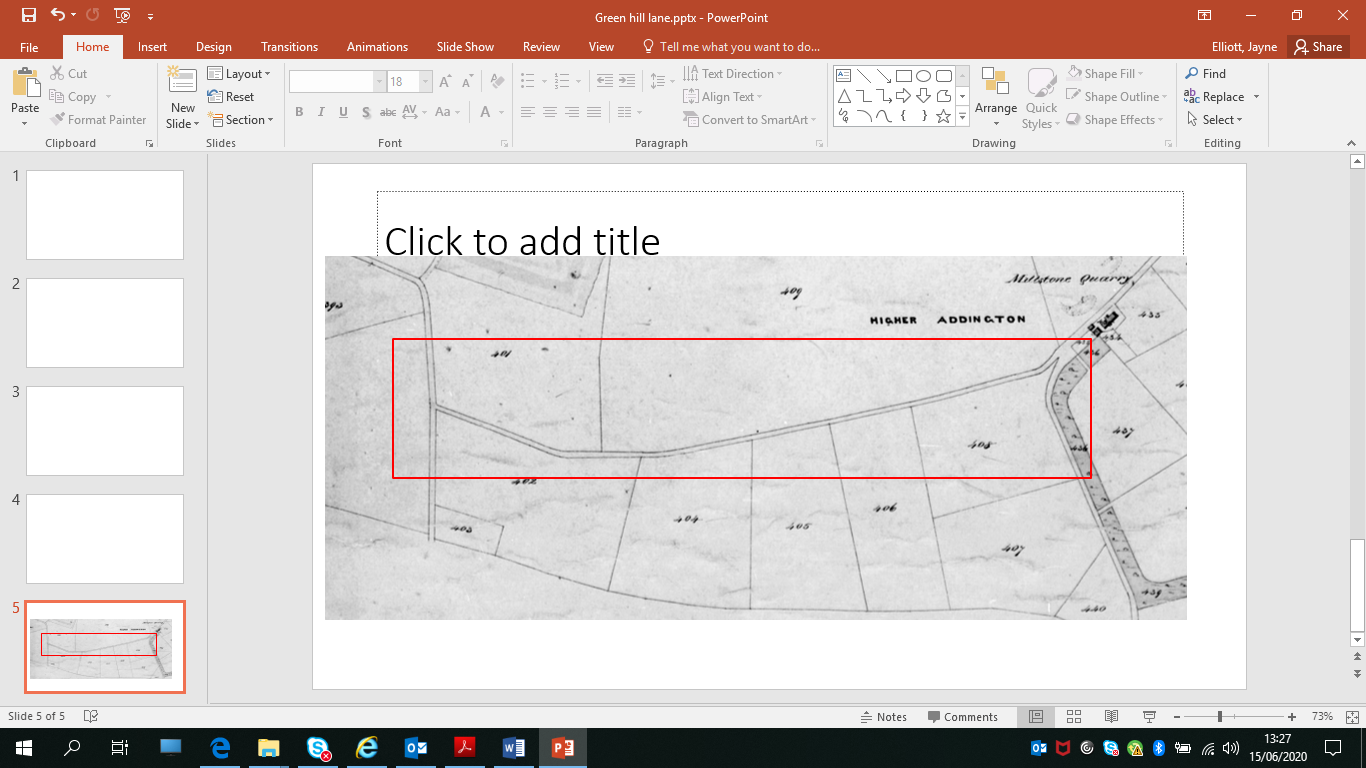 Green hill lane.pptx - PowerPoint
File Home Insert Design Transitions Animations Slide Show Review View Tell me what you want to do... Elliott, Jayne Share
Paste
Cut
Copy
Format Painter
Clipboard
New Slide
Layout
Reset
Section
Slides
18
B I U S abc AV Aa A
Font
Text Direction
Align Text
Convert to SmartArt
Paragraph
Arrange
Quick Styles
Shape Fill
Shape Outline
Shape Effects
Drawing
Find
Replace
Select
Editing
1
2
3
4
5
Click to add title
409
Millstone Quarry
393
HIGHER ADDINGTON
435
401
437
408
402
406
404
405
403
407
439
440
Slide 5 of 5
Notes
Comments
73%
13:27
15/06/2020